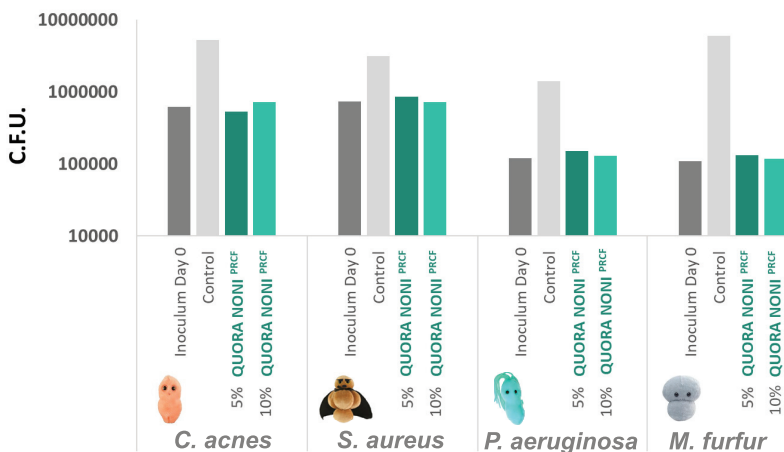 C.F.U.
10000000
1000000
100000
10000
Inoculum Day 0
Control
5% QUORA NONI PRCF
10% QUORA NONI PRCF
C. acnes
Inoculum Day 0
Control
5% QUORA NONI PRCF
10% QUORA NONI PRCF
S. aureus
Inoculum Day 0
Control
5% QUORA NONI PRCF
10% QUORA NONI PRCF
P. aeruginosa
Inoculum Day 0
Control
5% QUORA NONI PRCF
10% QUORA NONI PRCF
M. furfur